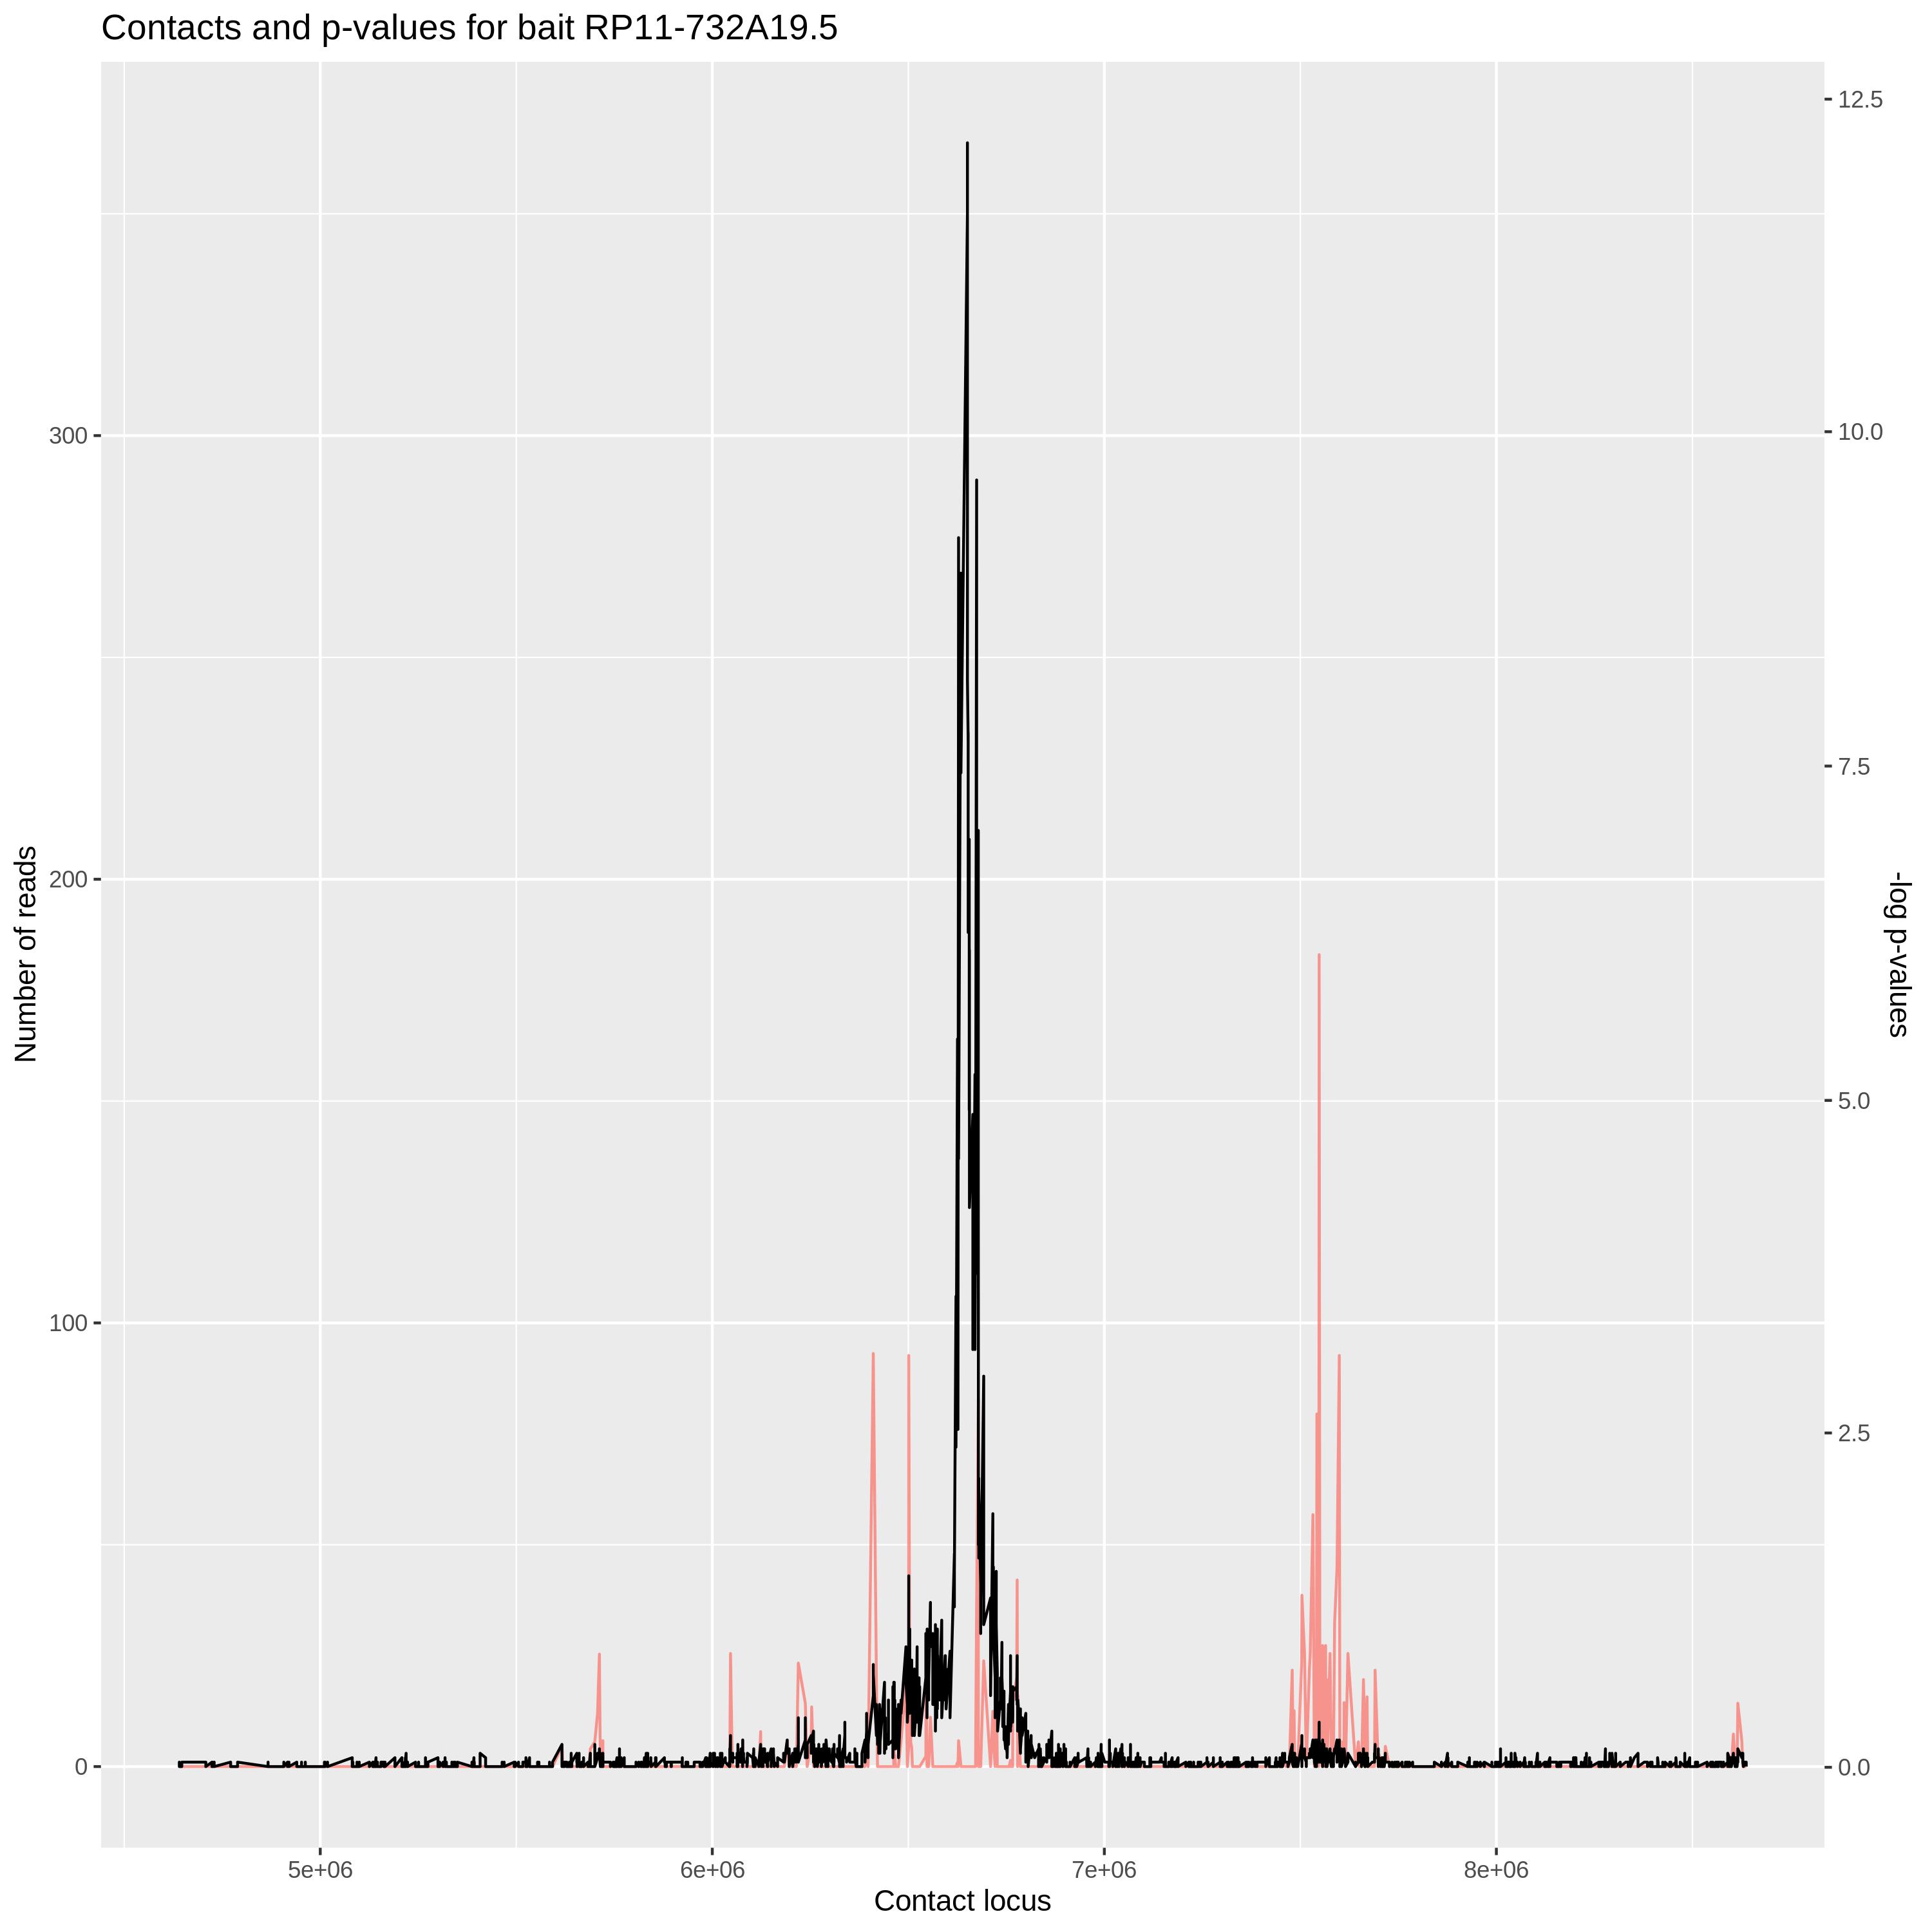 Contacts and p-values for bait RP11-732A19.5
Number of reads
300
200
100
0
12.5
10.0
7.5
5.0
2.5
0.0
-log p-values
5e+06 6e+06 7e+06 8e+06
Contact locus